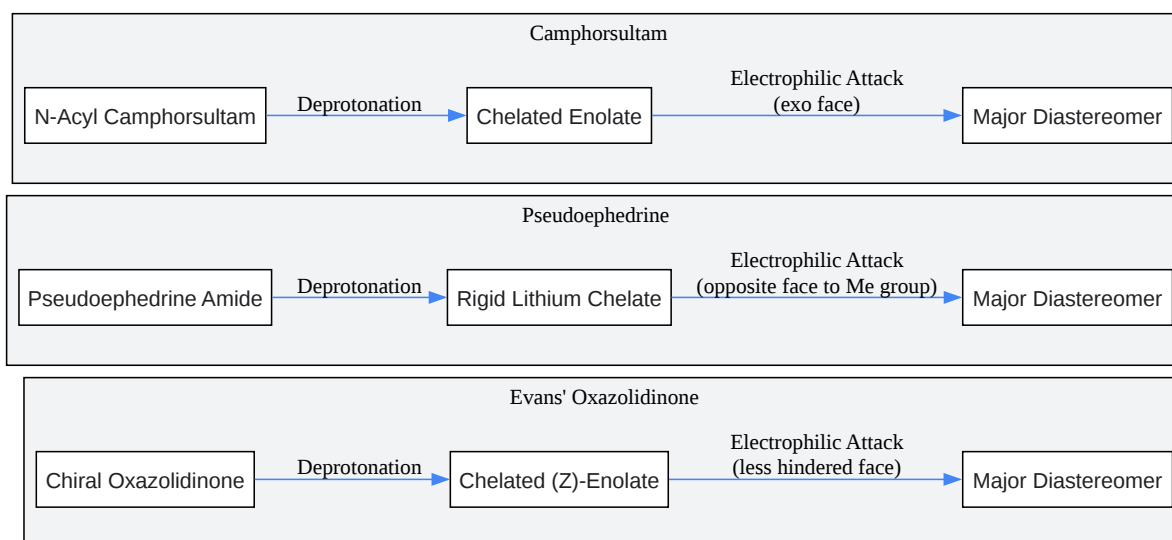 Camphorsultam
N-Acyl Camphorsultam
Deprotonation
Chelated Enolate
Electrophilic Attack
(exo face)
Major Diastereomer
Pseudoephedrine
Pseudoephedrine Amide
Deprotonation
Rigid Lithium Chelate
Electrophilic Attack
(opposite face to Me group)
Major Diastereomer
Evans' Oxazolidinone
Chiral Oxazolidinone
Deprotonation
Chelated (Z)-Enolate
Electrophilic Attack
(less hindered face)
Major Diastereomer